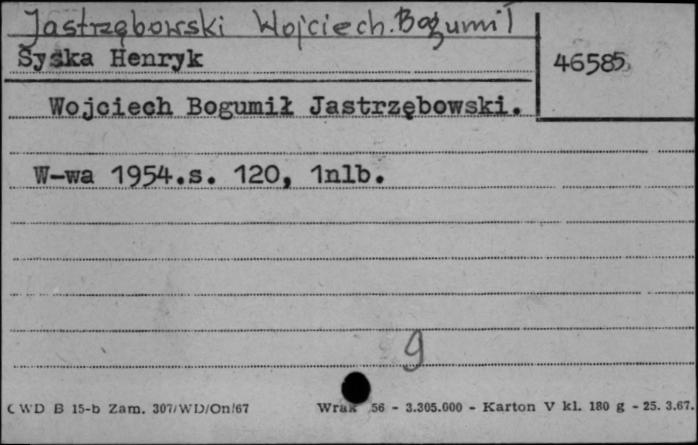 Jastrzębowski Wojciech Bogumił
Syska Henryk
46585
Wojciech Bogumił Jastrzębowski.
W-wa 1954.s. 120, 1nlb.
9
CWD B 15-b Zam. 307/WD/On/67 56 - 3.305.000 - Karton V kl. 180 g - 25. 3.67.